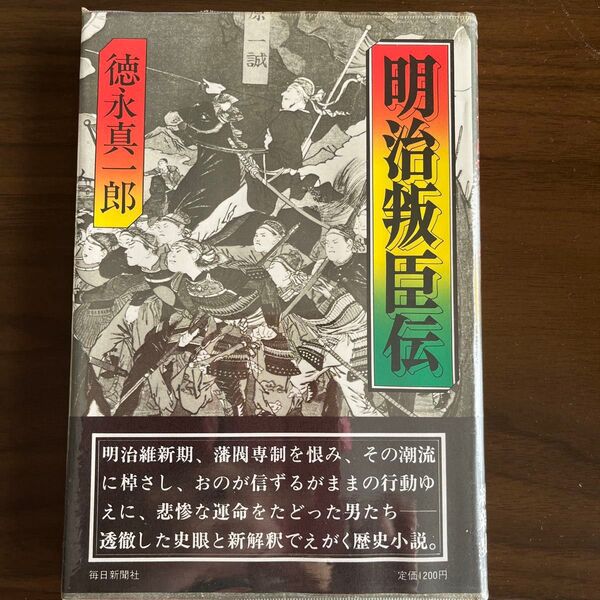 明治叛臣伝
徳永真一郎
原一誠
明治維新期、藩閥専制を恨み、その潮流
に棹さし、おのが信ずるがままの行動ゆ
えに、悲惨な運命をたどった男たち──
透徹した史眼と新解釈でえがく歴史小説。
毎日新聞社
定価1200円